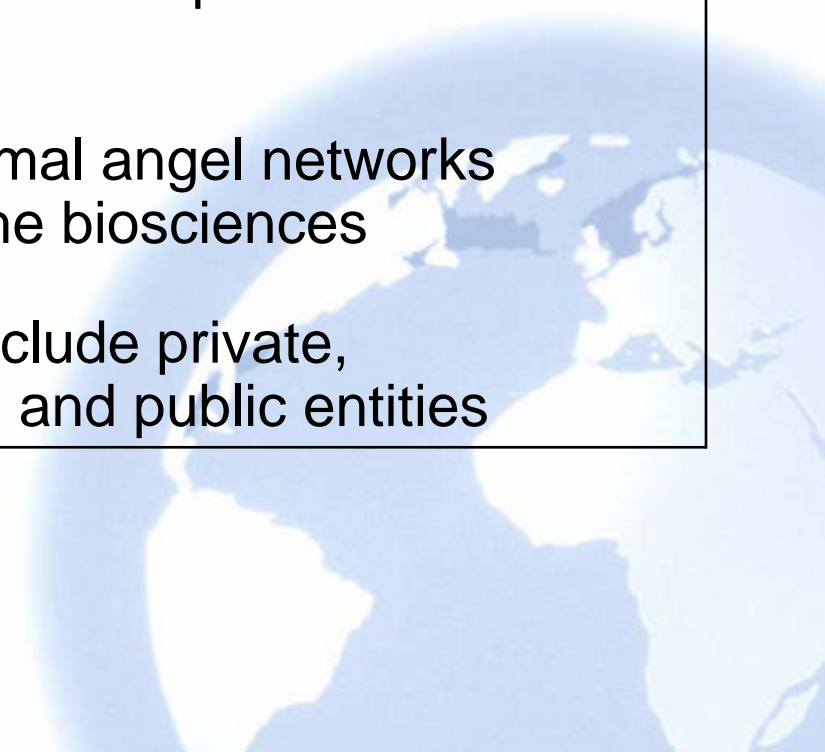 mal angel networks
ne biosciences
clude private,
and public entities